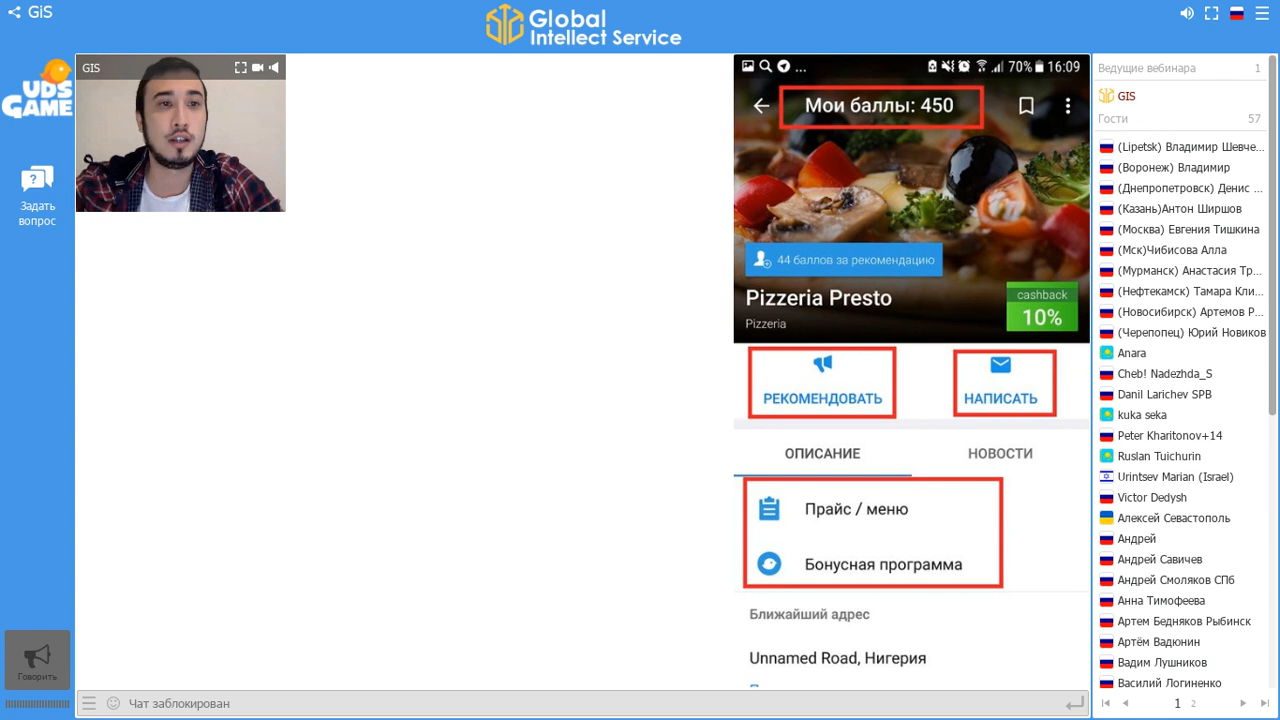 GiS
Global
Intellect Service
UDS
GAME
Задать
вопрос
Говорить
GIS
... 70% 16:09
Мои баллы: 450
44 баллов за рекомендацию
Pizzeria Presto
Pizzeria
cashback
10%
РЕКОМЕНДОВАТЬ
НАПИСАТЬ
ОПИСАНИЕ
НОВОСТИ
Прайс / меню
Бонусная программа
Ближайший адрес
Unnamed Road, Нигерия
Чат заблокирован
Ведущие вебинара 1
GIS
Гости 57
(Lipetsk) Владимир Шевче...
(Воронеж) Владимир
(Днепропетровск) Денис ...
(Казань)Антон Ширшов
(Москва) Евгения Тишкина
(Мск)Чибисова Алла
(Мурманск) Анастасия Тр...
(Нефтекамск) Тамара Кли...
(Новосибирск) Артемов Р...
(Череповец) Юрий Новиков
Anara
Cheb! Nadezhda_S
Danil Larichev SPB
kuka seka
Peter Kharitonov+14
Ruslan Tuichurin
Urintsev Marian (Israel)
Victor Dedysh
Алексей Севастополь
Андрей
Андрей Савичев
Андрей Смоляков СПб
Анна Тимофеева
Артем Бедняков Рыбинск
Артём Вадюнин
Вадим Лушников
Василий Логиненко
1 2